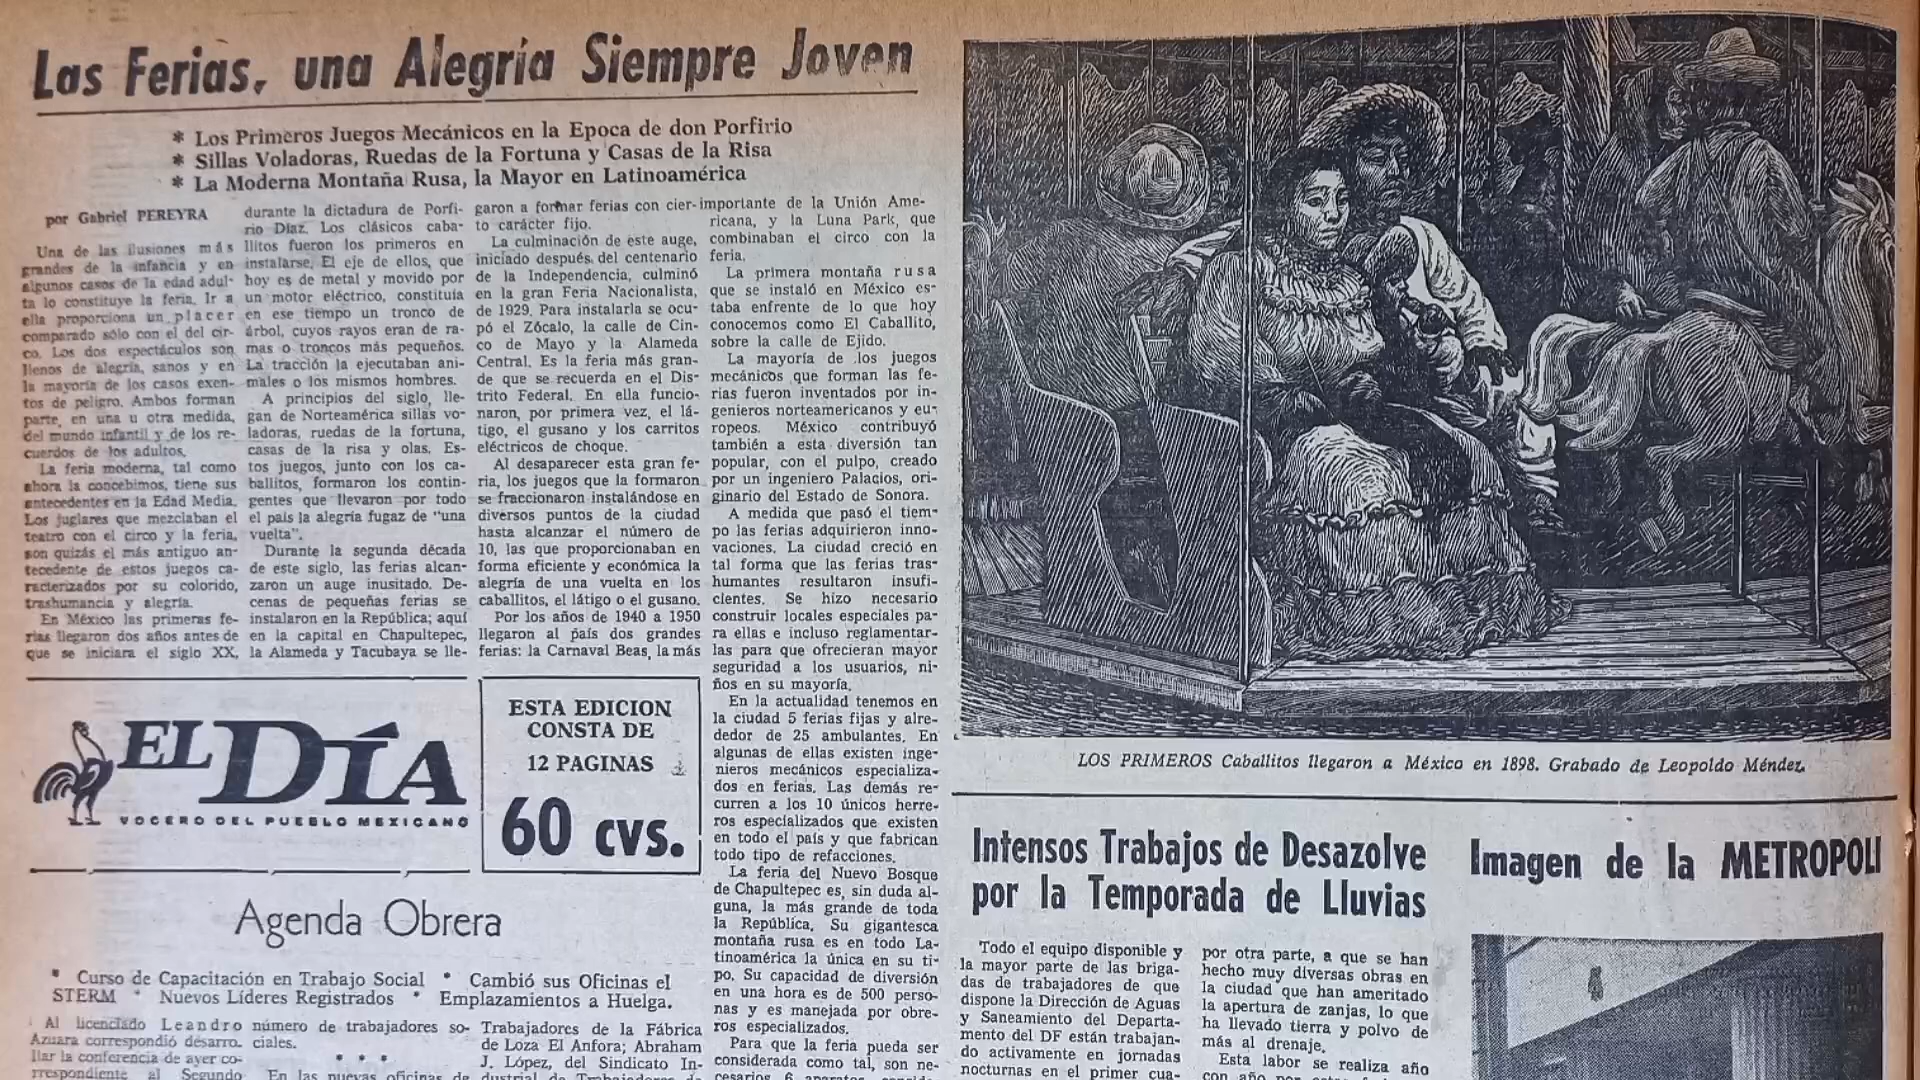 Las Ferias, una Alegría Siempre Joven
* Los Primeros Juegos Mecánicos en la Epoca de don Porfirio
* Sillas Voladoras, Ruedas de la Fortuna y Casas de la Risa
* La Moderna Montaña Rusa, la Mayor en Latinoamérica
por Gabriel PEREYRA
Una de las ilusiones más
grandes de la infancia y en
algunos casos de la edad adul-
ta lo constituye la feria. Ir a
ella proporciona un placer
comparado sólo con el del cir-
co. Los dos espectáculos son
llenos de alegría, sanos y en
la mayoría de los casos exen-
tos de peligro. Ambos forman
parte, en una u otra medida,
del mundo infantil y de los re-
cuerdos de los adultos.
La feria moderna, tal como
ahora la concebimos, tiene sus
antecedentes en la Edad Media.
Los juglares que mezclaban el
teatro con el circo y la feria,
son quizás el más antiguo an-
tecedente de estos juegos ca-
racterizados por su colorido,
trashumancia y alegría.
En México las primeras fe-
rias llegaron dos años antes de
que se iniciara el siglo XX,
durante la dictadura de Porfi-
rio Díaz. Los clásicos caba-
llitos fueron los primeros en
instalarse. El eje de ellos, que
hoy es de metal y movido por
un motor eléctrico, constituía
en ese tiempo un tronco de
árbol, cuyos rayos eran de ra-
mas o troncos más pequeños.
La tracción la ejecutaban ani-
males o los mismos hombres.
A principios del siglo, lle-
gan de Norteamérica sillas vo-
ladoras, ruedas de la fortuna,
casas de la risa y olas. Es-
tos juegos, junto con los ca-
ballitos, formaron los contin-
gentes que llevaron por todo
el país la alegría fugaz de "una
vuelta".
Durante la segunda década
de este siglo, las ferias alcan-
zaron un auge inusitado. De-
cenas de pequeñas ferias se
instalaron en la República; aquí
en la capital en Chapultepec,
la Alameda y Tacubaya se lle-
garon a formar ferias con cier-
to carácter fijo.
La culminación de este auge,
iniciado después del centenario
de la Independencia, culminó
en la gran Feria Nacionalista,
de 1929. Para instalarla se ocu-
pó el Zócalo, la calle de Cin-
co de Mayo y la Alameda
Central. Es la feria más gran-
de que se recuerda en el Dis-
trito Federal. En ella funcio-
naron, por primera vez, el lá-
tigo, el gusano y los carritos
eléctricos de choque.
Al desaparecer esta gran fe-
ria, los juegos que la formaron
se fraccionaron instalándose en
diversos puntos de la ciudad
hasta alcanzar el número de
10, las que proporcionaban en
forma eficiente y económica la
alegría de una vuelta en los
caballitos, el látigo o el gusano.
Por los años de 1940 a 1950
llegaron al país dos grandes
ferias: la Carnaval Beas, la más
importante de la Unión Ame-
ricana, y la Luna Park, que
combinaban el circo con la
feria.
La primera montaña rusa
que se instaló en México es-
taba enfrente de lo que hoy
conocemos como El Caballito,
sobre la calle de Ejido.
La mayoría de los juegos
mecánicos que forman las fe-
rias fueron inventados por in-
genieros norteamericanos y eu-
ropeos. México contribuyó
también a esta diversión tan
popular, con el pulpo, creado
por un ingeniero Palacios, ori-
ginario del Estado de Sonora.
A medida que pasó el tiem-
po las ferias adquirieron inno-
vaciones. La ciudad creció en
tal forma que las ferias tras-
humantes resultaron insufi-
cientes. Se hizo necesario
construir locales especiales pa-
ra ellas e incluso reglamentar-
las para que ofrecieran mayor
seguridad a los usuarios, ni-
ños en su mayoría.
En la actualidad tenemos en
la ciudad 5 ferias fijas y alre-
dedor de 25 ambulantes. En
algunas de ellas existen inge-
nieros mecánicos especializa-
dos en ferias. Las demás re-
curren a los 10 únicos herre-
ros especializados que existen
en todo el país y que fabrican
todo tipo de refacciones.
La feria del Nuevo Bosque
de Chapultepec es, sin duda al-
guna, la más grande de toda
la República. Su gigantesca
montaña rusa es en todo La-
tinoamérica la única en su ti-
po. Su capacidad de diversión
en una hora es de 500 perso-
nas y es manejada por obre-
ros especializados.
Para que la feria pueda ser
considerada como tal, son ne-
cesarios 6 aparatos
LOS PRIMEROS Caballitos llegaron a México en 1898. Grabado de Leopoldo Méndez.
EL DÍA
VOCERO DEL PUEBLO MEXICANO
ESTA EDICION
CONSTA DE
12 PAGINAS
60 cvs.
Agenda Obrera
* Curso de Capacitación en Trabajo Social * Cambió sus Oficinas el
STERM * Nuevos Líderes Registrados * Emplazamientos a Huelga.
Al licenciado Leandro
Azuara correspondió desarro-
llar la conferencia de ayer co-
rrespondiente al Segundo
número de trabajadores so-
ciales.
* * *
En las nuevas oficinas de
Trabajadores de la Fábrica
de Loza El Anfora; Abraham
J. López, del Sindicato In-
dustrial de Trabajadores
Intensos Trabajos de Desazolve
por la Temporada de Lluvias
Todo el equipo disponible y
la mayor parte de las briga-
das de trabajadores de que
dispone la Dirección de Aguas
y Saneamiento del Departa-
mento del DF están trabajan-
do activamente en jornadas
nocturnas en el primer cua-
por otra parte, a que se han
hecho muy diversas obras en
la ciudad que han ameritado
la apertura de zanjas, lo que
ha llevado tierra y polvo de
más al drenaje.
Esta labor se realiza año
con año
Imagen de la METROPOLI
4